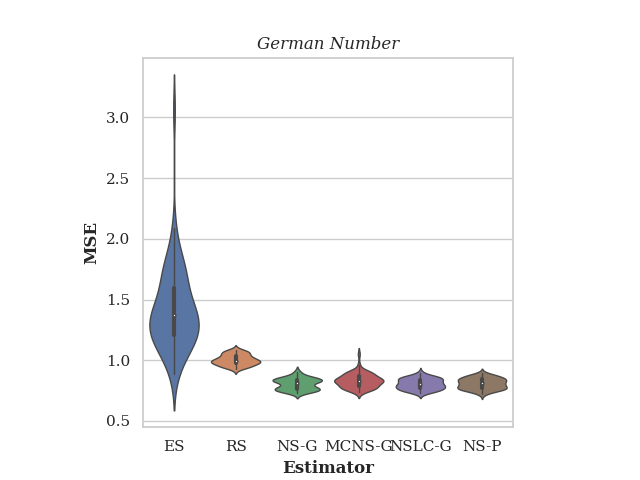 German Number
MSE
3.0
2.5
2.0
1.5
1.0
0.5
ES RS NS-G MCNS-G NSLC-G NS-P
Estimator